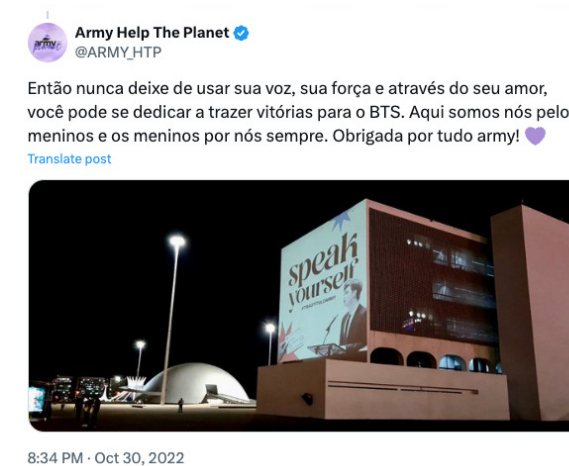 Army Help The Planet
@ARMY_HTP
Então nunca deixe de usar sua voz, sua força e através do seu amor,
você pode se dedicar a trazer vitórias para o BTS. Aqui somos nós pelo
meninos e os meninos por nós sempre. Obrigada por tudo army! 💜
Translate post
speak
yourself
8:34 PM · Oct 30, 2022